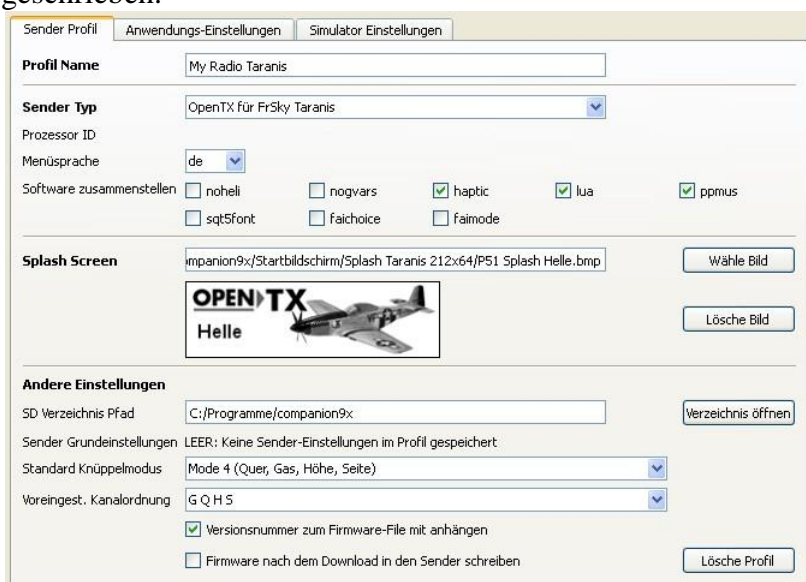 geschrieben.
Sender Profil Anwendungs-Einstellungen Simulator Einstellungen
Profil Name My Radio Taranis
Sender Typ OpenTX für FrSky Taranis
Prozessor ID
Menüsprache de
Software zusammenstellen noheli nogvars haptic lua ppmus
sqt5font faichoice faimode
Splash Screen mpanion9x/Startbildschirm/Splash Taranis 212x64/P51 Splash Helle.bmp Wähle Bild
OPEN TX
Helle
Lösche Bild
Andere Einstellungen
SD Verzeichnis Pfad C:/Programme/companion9x Verzeichnis öffnen
Sender Grundeinstellungen LEER: Keine Sender-Einstellungen im Profil gespeichert
Standard Knüppelmodus Mode 4 (Quer, Gas, Höhe, Seite)
Voreingest. Kanalordnung G Q H S
Versionsnummer zum Firmware-File mit anhängen
Firmware nach dem Download in den Sender schreiben Lösche Profil